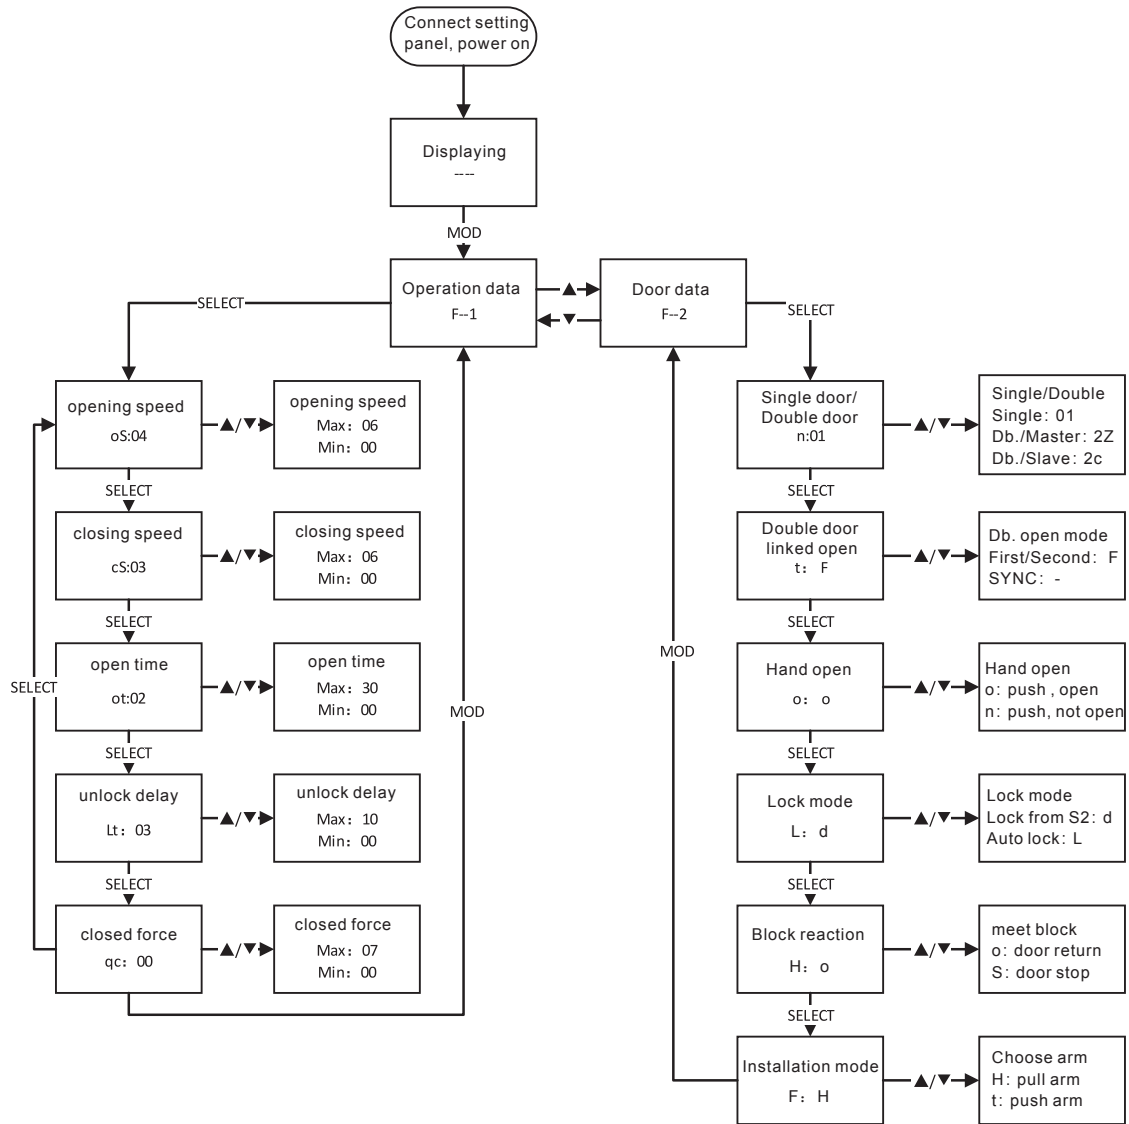 Connect setting
panel, power on
Displaying
----
MOD
Operation data
F--1
▲
▼
Door data
F--2
SELECT
SELECT
opening speed
oS:04
▲/▼
opening speed
Max: 06
Min: 00
SELECT
closing speed
cS:03
▲/▼
closing speed
Max: 06
Min: 00
SELECT
open time
ot:02
▲/▼
open time
Max: 30
Min: 00
SELECT
unlock delay
Lt: 03
▲/▼
unlock delay
Max: 10
Min: 00
SELECT
closed force
qc: 00
▲/▼
closed force
Max: 07
Min: 00
SELECT
MOD
MOD
Single door/
Double door
n:01
▲/▼
Single/Double
Single: 01
Db./Master: 2Z
Db./Slave: 2c
SELECT
Double door
linked open
t: F
▲/▼
Db. open mode
First/Second: F
SYNC: -
SELECT
Hand open
o: o
▲/▼
Hand open
o: push , open
n: push, not open
SELECT
Lock mode
L: d
▲/▼
Lock mode
Lock from S2: d
Auto lock: L
SELECT
Block reaction
H: o
▲/▼
meet block
o: door return
S: door stop
SELECT
Installation mode
F: H
▲/▼
Choose arm
H: pull arm
t: push arm